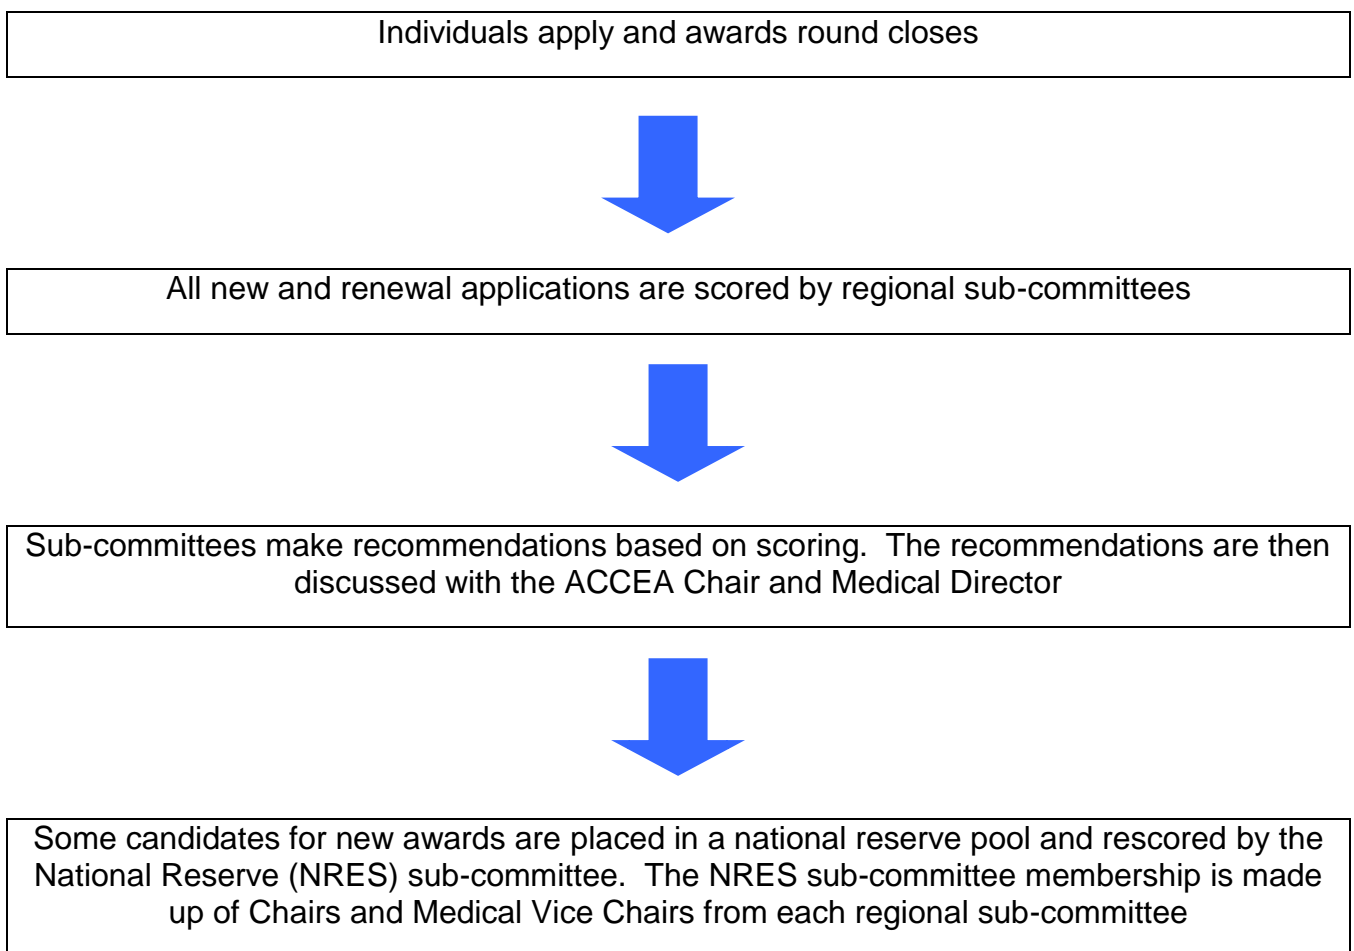 Individuals apply and awards round closes
All new and renewal applications are scored by regional sub-committees
Sub-committees make recommendations based on scoring.  The recommendations are then
discussed with the ACCEA Chair and Medical Director
Some candidates for new awards are placed in a national reserve pool and rescored by the
National Reserve (NRES) sub-committee.  The NRES sub-committee membership is made
up of Chairs and Medical Vice Chairs from each regional sub-committee